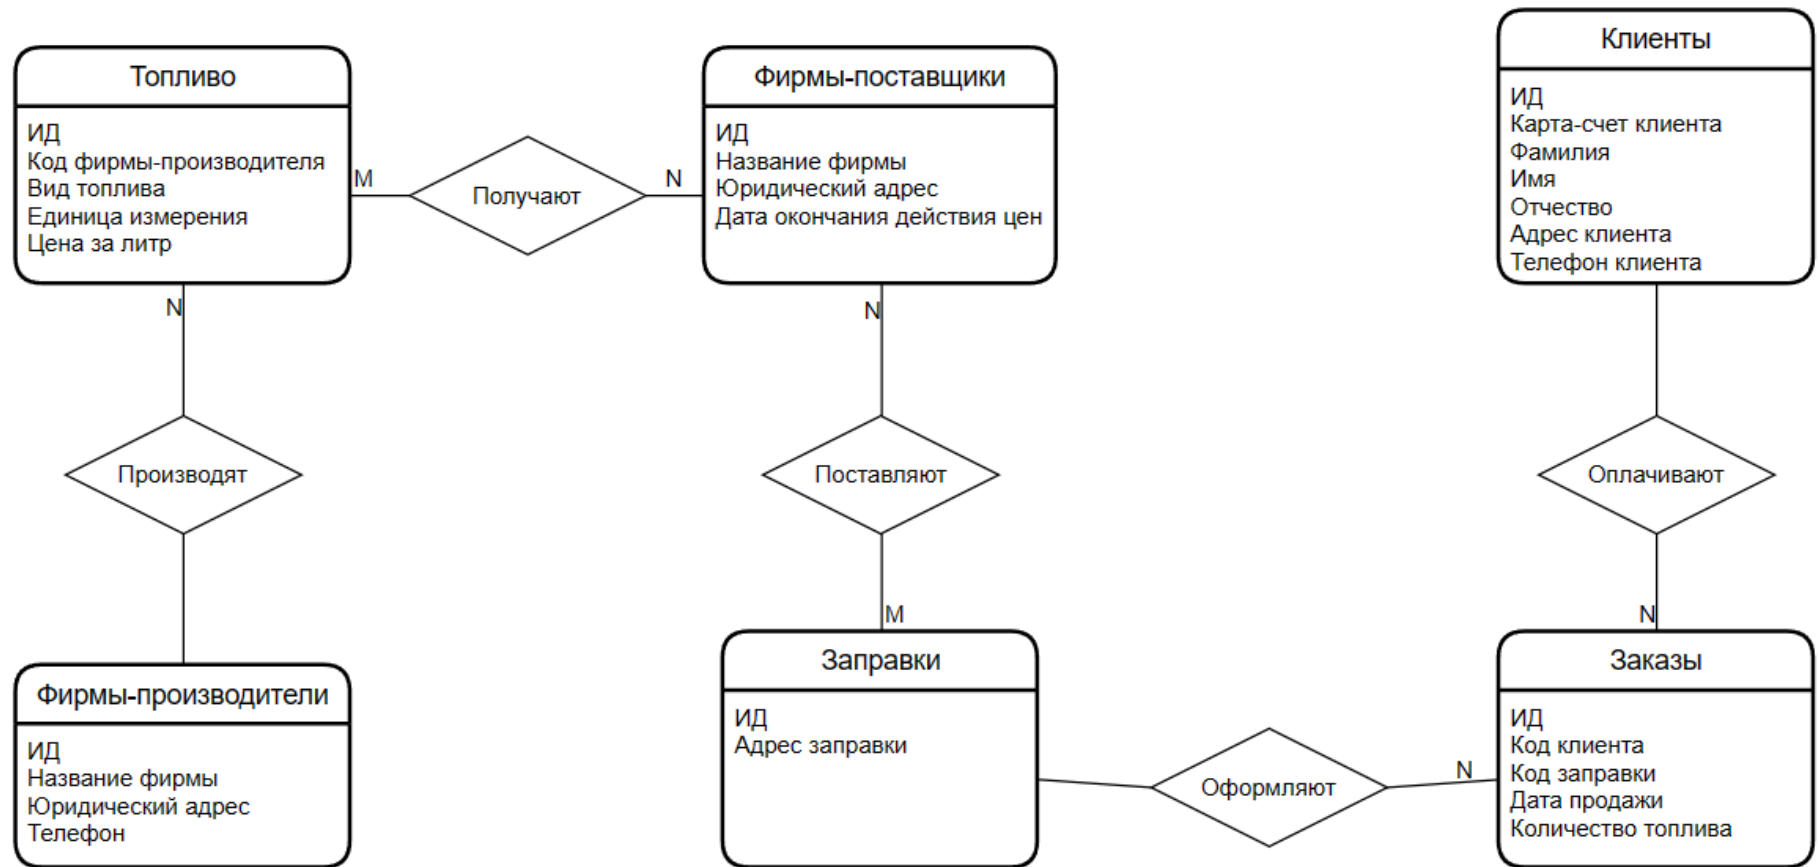 Топливо
ИД
Код фирмы-производителя
Вид топлива
Единица измерения
Цена за литр
M
Получают
N
Фирмы-поставщики
ИД
Название фирмы
Юридический адрес
Дата окончания действия цен
Клиенты
ИД
Карта-счет клиента
Фамилия
Имя
Отчество
Адрес клиента
Телефон клиента
N
Производят
N
Поставляют
M
Оплачивают
N
Фирмы-производители
ИД
Название фирмы
Юридический адрес
Телефон
Заправки
ИД
Адрес заправки
Оформляют
N
Заказы
ИД
Код клиента
Код заправки
Дата продажи
Количество топлива